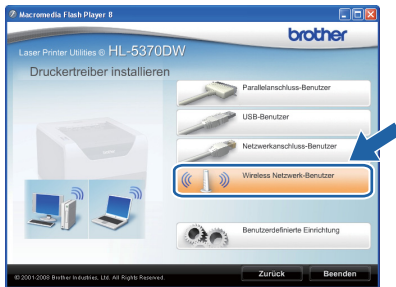 Macromedia Flash Player 8
brother
Laser Printer Utilities ® HL-5370DW
Druckertreiber installieren
Parallelanschluss-Benutzer
USB-Benutzer
Netzwerkanschluss-Benutzer
Wireless Netzwerk-Benutzer
Benutzerdefinierte Einrichtung
© 2001-2009 Brother Industries, Ltd. All Rights Reserved.
Zurück
Beenden